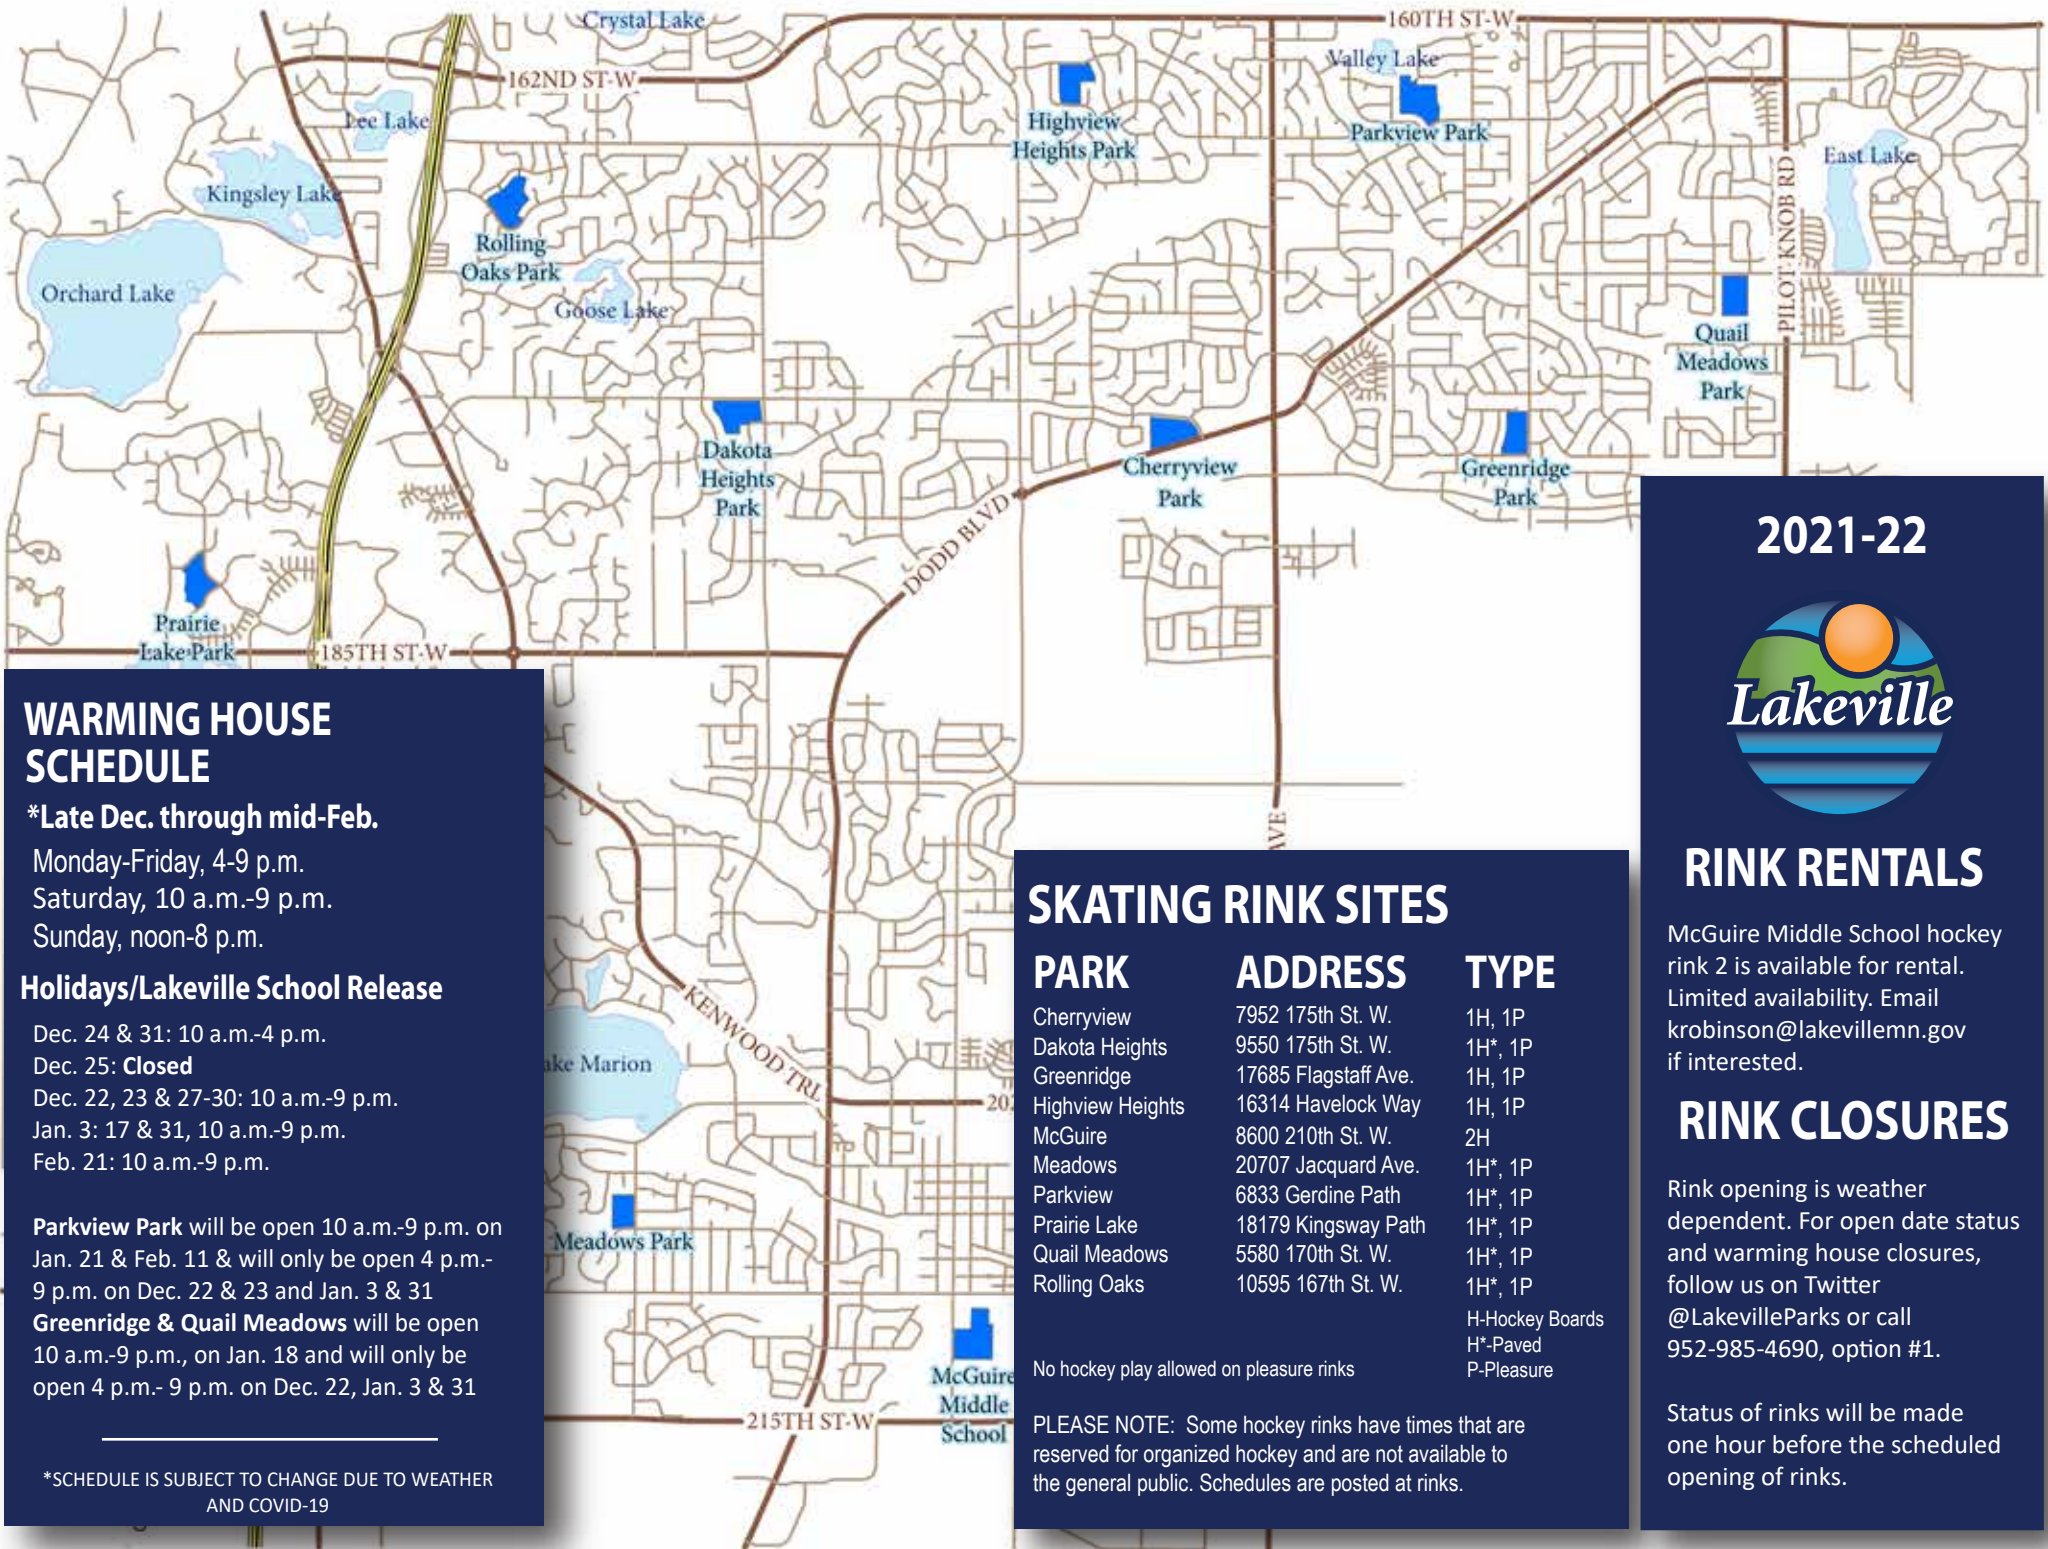 Crystal Lake
160TH ST-W
162ND ST-W
Valley Lake
Lee Lake
Highview
Heights Park
Parkview Park
East Lake
Kingsley Lake
PILOT KNOB RD
Rolling
Oaks Park
Orchard Lake
Goose Lake
Quail
Meadows
Park
Dakota
Heights
Park
Cherryview
Park
Greenridge
Park
DODD BLVD
Prairie
Lake Park
185TH ST-W
AVE
KENWOOD TRL
ake Marion
20
Meadows Park
McGuire
Middle
School
215TH ST-W
WARMING HOUSE
SCHEDULE
*Late Dec. through mid-Feb.
Monday-Friday, 4-9 p.m.
Saturday, 10 a.m.-9 p.m.
Sunday, noon-8 p.m.
Holidays/Lakeville School Release
Dec. 24 & 31: 10 a.m.-4 p.m.
Dec. 25: Closed
Dec. 22, 23 & 27-30: 10 a.m.-9 p.m.
Jan. 3: 17 & 31, 10 a.m.-9 p.m.
Feb. 21: 10 a.m.-9 p.m.
Parkview Park will be open 10 a.m.-9 p.m. on
Jan. 21 & Feb. 11 & will only be open 4 p.m.-
9 p.m. on Dec. 22 & 23 and Jan. 3 & 31
Greenridge & Quail Meadows will be open
10 a.m.-9 p.m., on Jan. 18 and will only be
open 4 p.m.- 9 p.m. on Dec. 22, Jan. 3 & 31
*SCHEDULE IS SUBJECT TO CHANGE DUE TO WEATHER
AND COVID-19
SKATING RINK SITES
PARK ADDRESS TYPE
Cherryview 7952 175th St. W. 1H, 1P
Dakota Heights 9550 175th St. W. 1H*, 1P
Greenridge 17685 Flagstaff Ave. 1H, 1P
Highview Heights 16314 Havelock Way 1H, 1P
McGuire 8600 210th St. W. 2H
Meadows 20707 Jacquard Ave. 1H*, 1P
Parkview 6833 Gerdine Path 1H*, 1P
Prairie Lake 18179 Kingsway Path 1H*, 1P
Quail Meadows 5580 170th St. W. 1H*, 1P
Rolling Oaks 10595 167th St. W. 1H*, 1P
H-Hockey Boards
H*-Paved
No hockey play allowed on pleasure rinks P-Pleasure
PLEASE NOTE: Some hockey rinks have times that are
reserved for organized hockey and are not available to
the general public. Schedules are posted at rinks.
2021-22
Lakeville
RINK RENTALS
McGuire Middle School hockey
rink 2 is available for rental.
Limited availability. Email
krobinson@lakevillemn.gov
if interested.
RINK CLOSURES
Rink opening is weather
dependent. For open date status
and warming house closures,
follow us on Twitter
@LakevilleParks or call
952-985-4690, option #1.
Status of rinks will be made
one hour before the scheduled
opening of rinks.